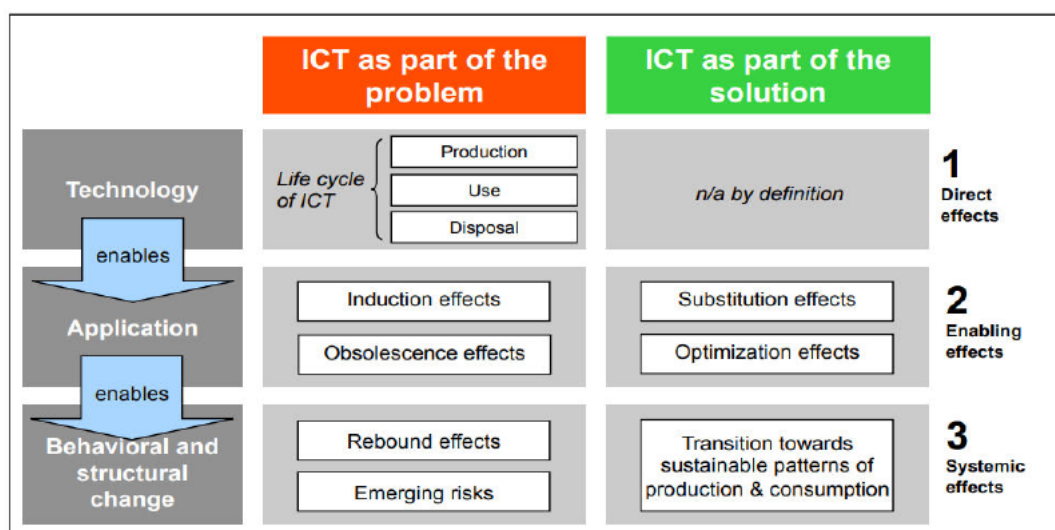 ICT as part of the
problem
ICT as part of the
solution
Technology
Life cycle
of ICT
Production
Use
Disposal
n/a by definition
1
Direct
effects
enables
Application
Induction effects
Obsolescence effects
Substitution effects
Optimization effects
2
Enabling
effects
enables
Behavioral and
structural
change
Rebound effects
Emerging risks
Transition towards
sustainable patterns of
production & consumption
3
Systemic
effects